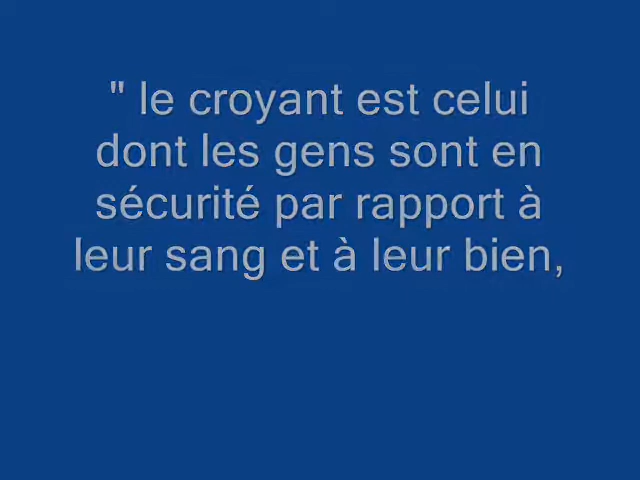 " le croyant est celui
dont les gens sont en
sécurité par rapport à
leur sang et à leur bien,